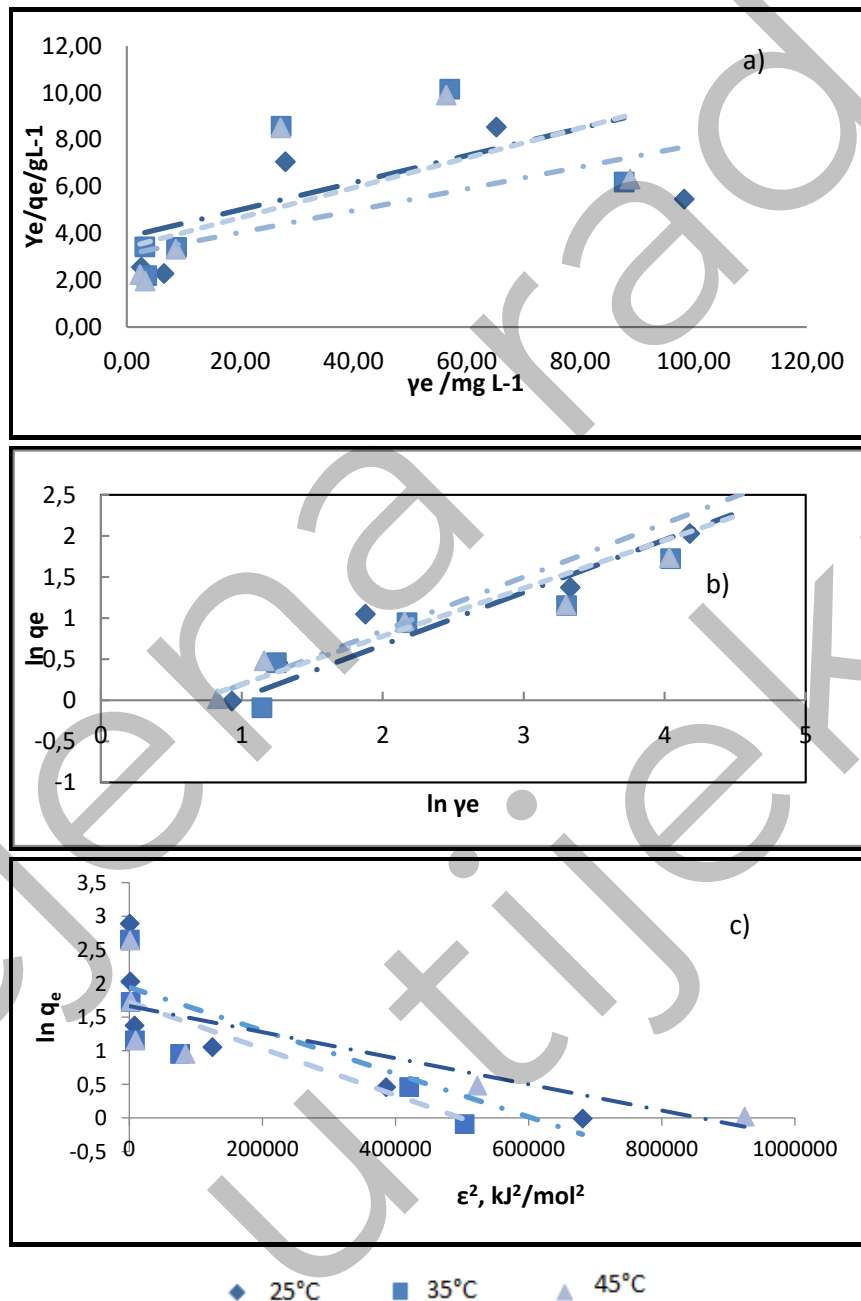 a)
12,00
10,00
8,00
6,00
4,00
2,00
0,00
Ye/qe/gL-1
0,00 20,00 40,00 60,00 80,00 100,00 120,00
γe /mg L-1
b)
2,5
2
1,5
1
0,5
0
-0,5
-1
ln qe
0 1 2 3 4 5
ln γe
c)
3,5
3
2,5
2
1,5
1
0,5
0
-0,5
ln qₑ
0 200000 400000 600000 800000 1000000
ε², kJ²/mol²
25°C 35°C 45°C